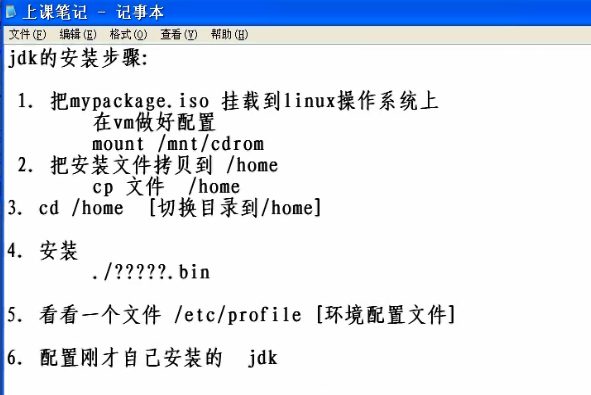 上课笔记 - 记事本
文件(F) 编辑(E) 格式(O) 查看(V) 帮助(H)
jdk的安装步骤:
1. 把mypackage.iso 挂载到linux操作系统上
在vm做好配置
mount /mnt/cdrom
2. 把安装文件拷贝到 /home
cp 文件 /home
3. cd /home [切换目录到/home]
4. 安装
./?????.bin
5. 看看一个文件 /etc/profile [环境配置文件]
6. 配置刚才自己安装的 jdk